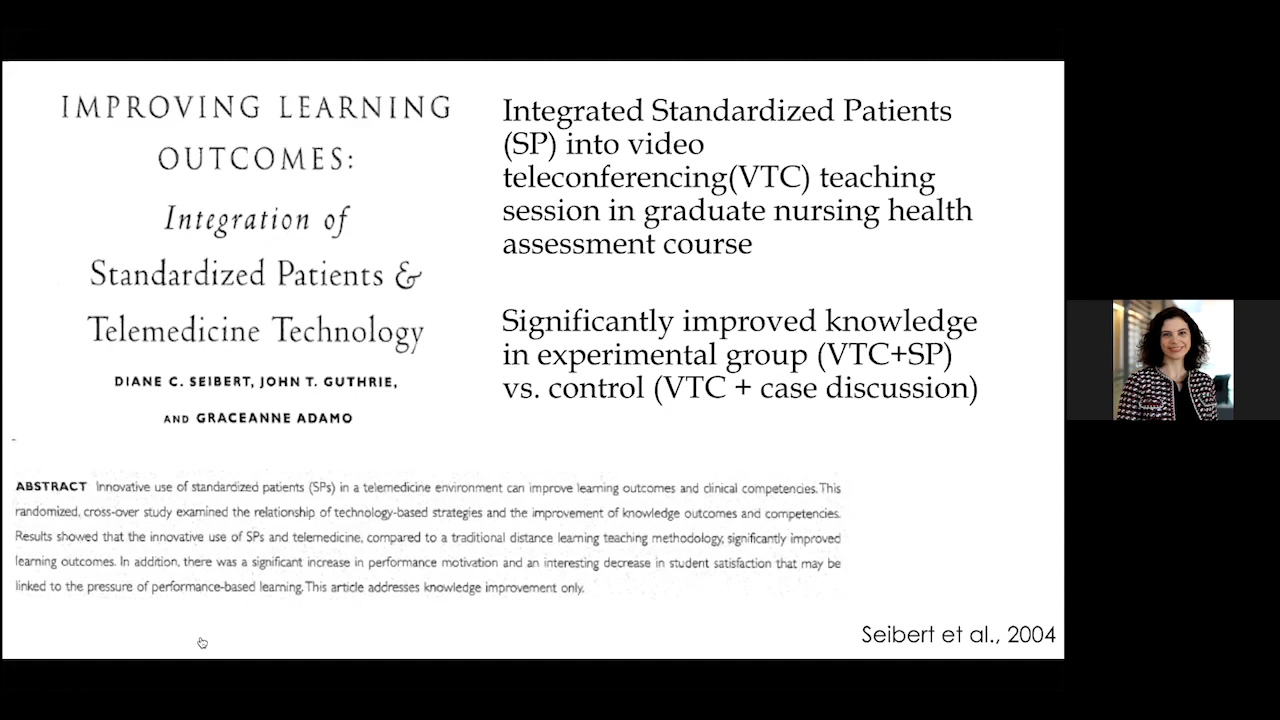 IMPROVING LEARNING
OUTCOMES:
Integration of
Standardized Patients &
Telemedicine Technology
DIANE C. SEIBERT, JOHN T. GUTHRIE,
AND GRACEANNE ADAMO
Integrated Standardized Patients
(SP) into video
teleconferencing(VTC) teaching
session in graduate nursing health
assessment course
Significantly improved knowledge
in experimental group (VTC+SP)
vs. control (VTC + case discussion)
ABSTRACT Innovative use of standardized patients (SPs) in a telemedicine environment can improve learning outcomes and clinical competencies. This
randomized, cross-over study examined the relationship of technology-based strategies and the improvement of knowledge outcomes and competencies.
Results showed that the innovative use of SPs and telemedicine, compared to a traditional distance learning teaching methodology, significantly improved
learning outcomes. In addition, there was a significant increase in performance motivation and an interesting decrease in student satisfaction that may be
linked to the pressure of performance-based learning. This article addresses knowledge improvement only.
Seibert et al., 2004